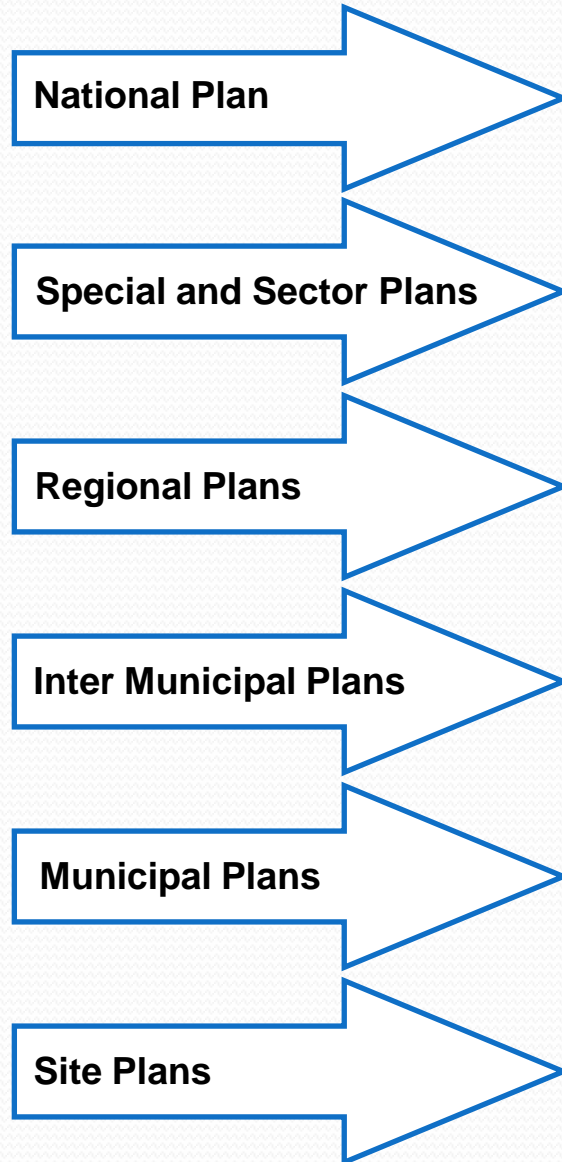 National Plan
Special and Sector Plans
Regional Plans
Inter Municipal Plans
Municipal Plans
Site Plans